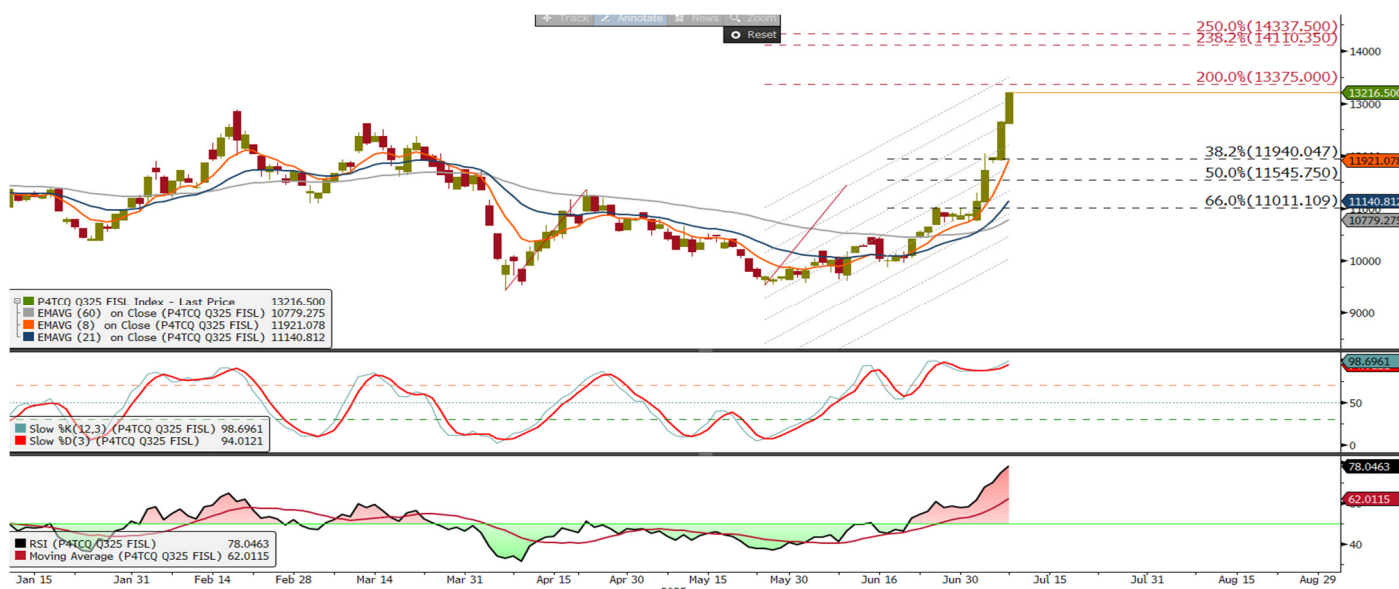 Track Annotate News Zoom
Reset
250.0%(14337.500)
238.2%(14110.350)
14000
200.0%(13375.000)
13216.500
13000
38.2%(11940.047)
11921.078
50.0%(11545.750)
66.0%(11011.109)
11140.812
10779.275
10000
9000
P4TCQ Q325 FISL Index - Last Price 13216.500
EMAVG (60) on Close (P4TCQ Q325 FISL) 10779.275
EMAVG (8) on Close (P4TCQ Q325 FISL) 11921.078
EMAVG (21) on Close (P4TCQ Q325 FISL) 11140.812
98.6961
50
0
Slow %K(12,3) (P4TCQ Q325 FISL) 98.6961
Slow %D(3) (P4TCQ Q325 FISL) 94.0121
78.0463
62.0115
40
RSI (P4TCQ Q325 FISL) 78.0463
Moving Average (P4TCQ Q325 FISL) 62.0115
Jan 15 Jan 31 Feb 14 Feb 28 Mar 14 Mar 31 Apr 15 Apr 30 May 15 May 30 Jun 16 Jun 30 Jul 15 Jul 31 Aug 15 Aug 29